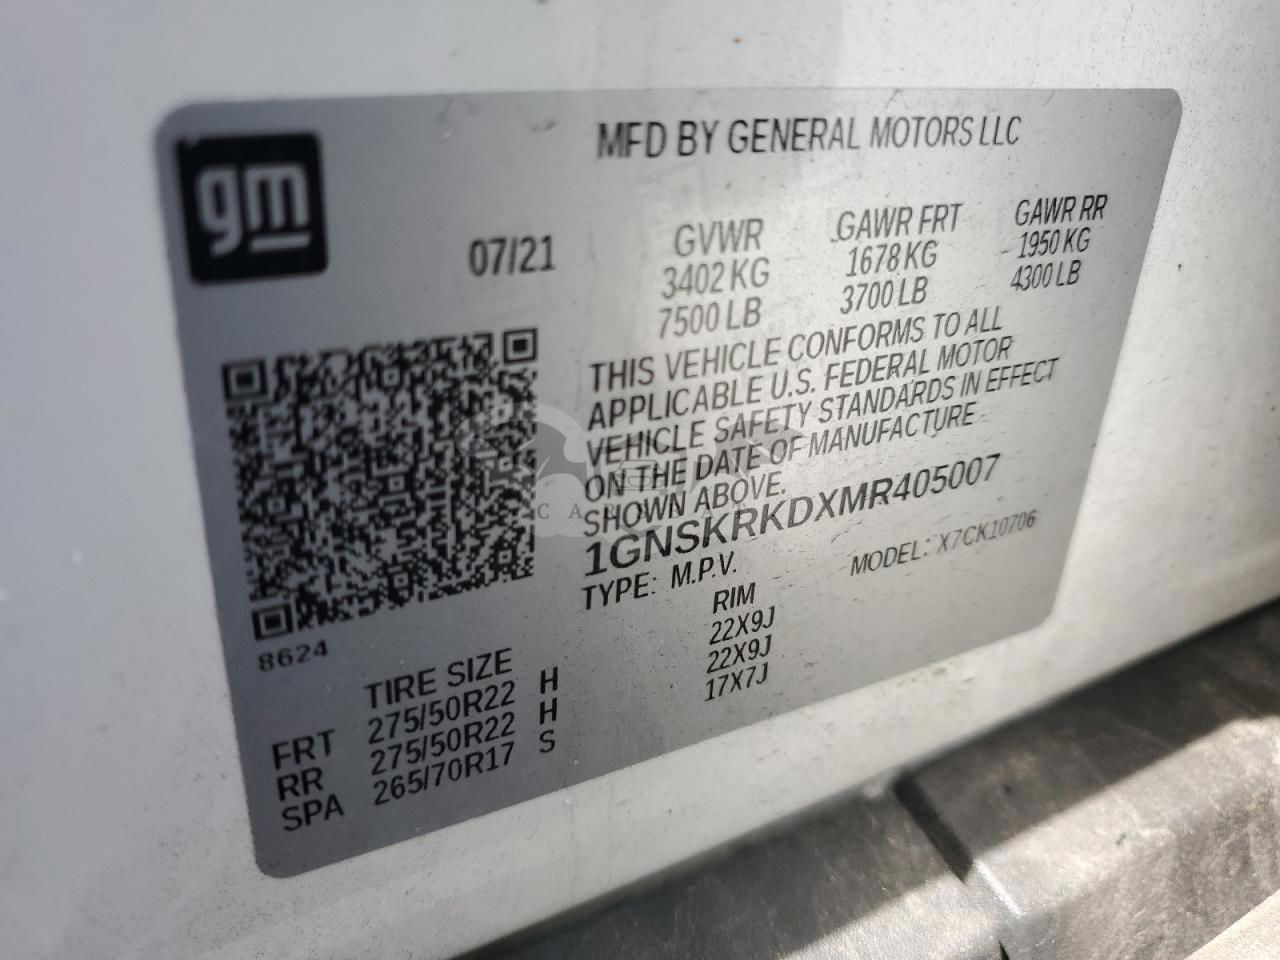 gm
MFD BY GENERAL MOTORS LLC
07/21
GVWR GAWR FRT GAWR RR
3402 KG 1678 KG 1950 KG
7500 LB 3700 LB 4300 LB
THIS VEHICLE CONFORMS TO ALL
APPLICABLE U.S. FEDERAL MOTOR
VEHICLE SAFETY STANDARDS IN EFFECT
ON THE DATE OF MANUFACTURE
SHOWN ABOVE.
1GNSKRKDXMR405007
TYPE: M.P.V. MODEL: X7CK10706
8624
TIRE SIZE RIM
FRT 275/50R22 H 22X9J
RR 275/50R22 H 22X9J
SPA 265/70R17 S 17X7J